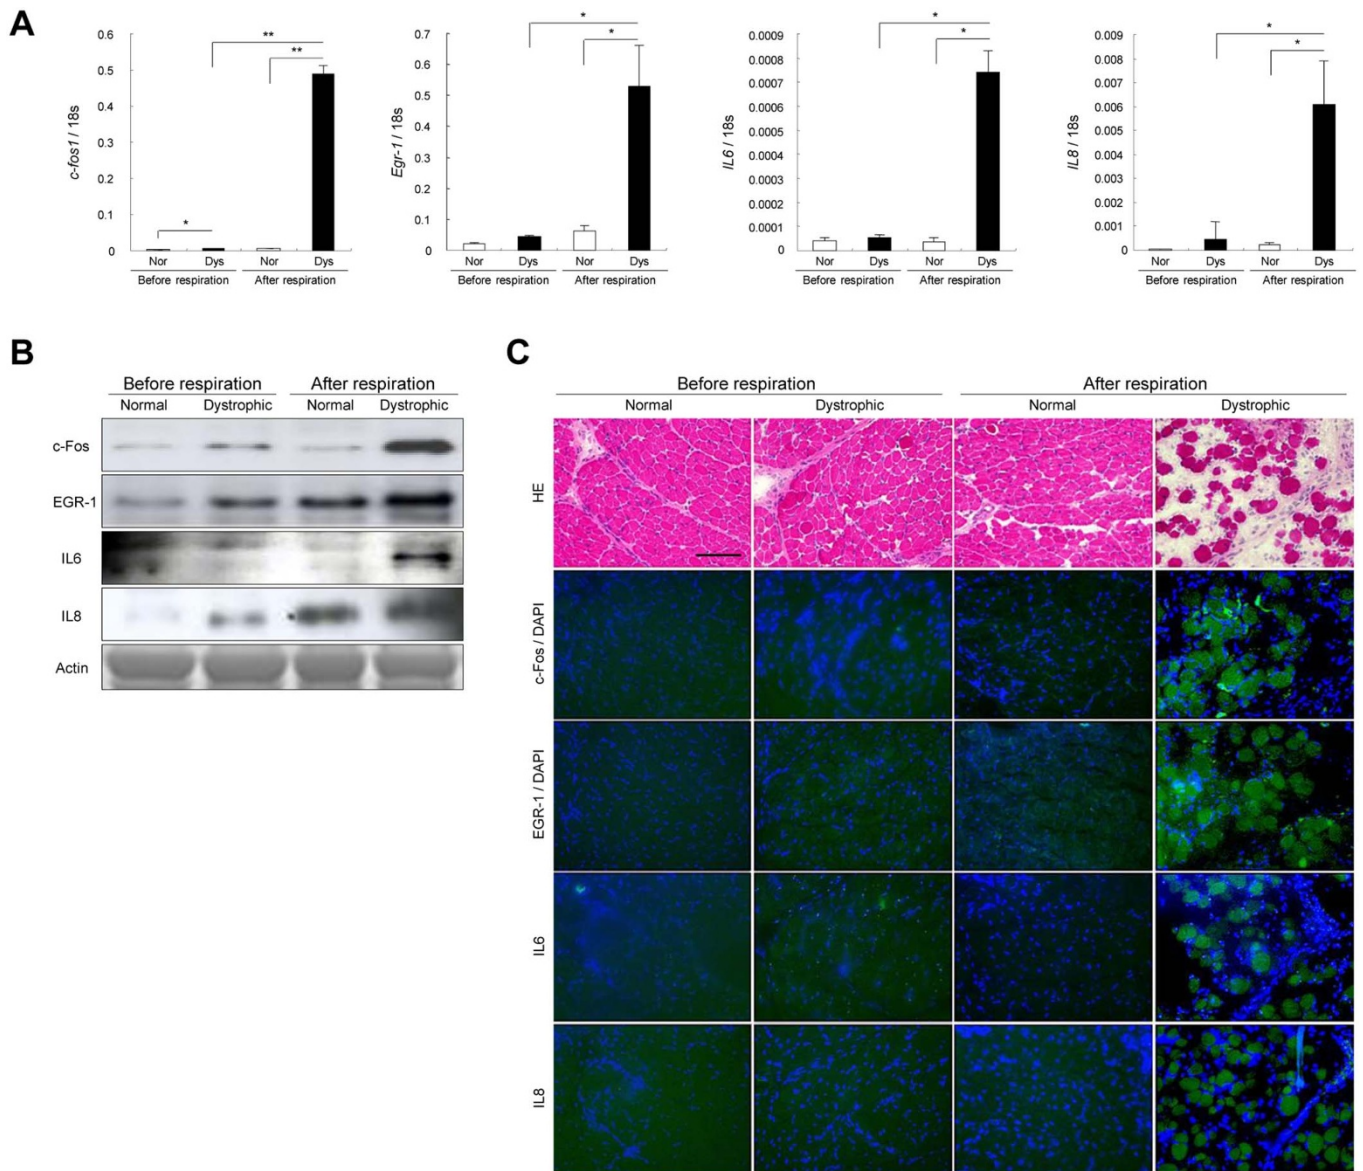 A
c-fos1 / 18s
0.6
0.5
0.4
0.3
0.2
0.1
0
*
**
**
Nor Dys Nor Dys
Before respiration After respiration
Egr-1 / 18s
0.7
0.6
0.5
0.4
0.3
0.2
0.1
0
*
*
Nor Dys Nor Dys
Before respiration After respiration
IL6 / 18s
0.0009
0.0008
0.0007
0.0006
0.0005
0.0004
0.0003
0.0002
0.0001
0
*
*
Nor Dys Nor Dys
Before respiration After respiration
IL8 / 18s
0.009
0.008
0.007
0.006
0.005
0.004
0.003
0.002
0.001
0.000
*
*
Nor Dys Nor Dys
Before respiration After respiration
B
Before respiration After respiration
Normal Dystrophic Normal Dystrophic
c-Fos
EGR-1
IL6
IL8
Actin
C
Before respiration After respiration
Normal Dystrophic Normal Dystrophic
HE
c-Fos / DAPI
EGR-1 / DAPI
IL6
IL8